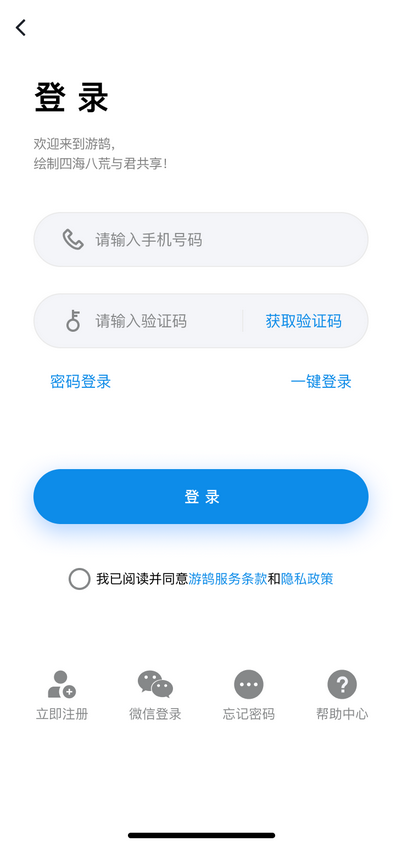 登录
欢迎来到游鹄，
绘制四海八荒与君共享！
请输入手机号码
请输入验证码 获取验证码
密码登录 一键登录
登录
我已阅读并同意游鹄服务条款和隐私政策
立即注册 微信登录 忘记密码 帮助中心